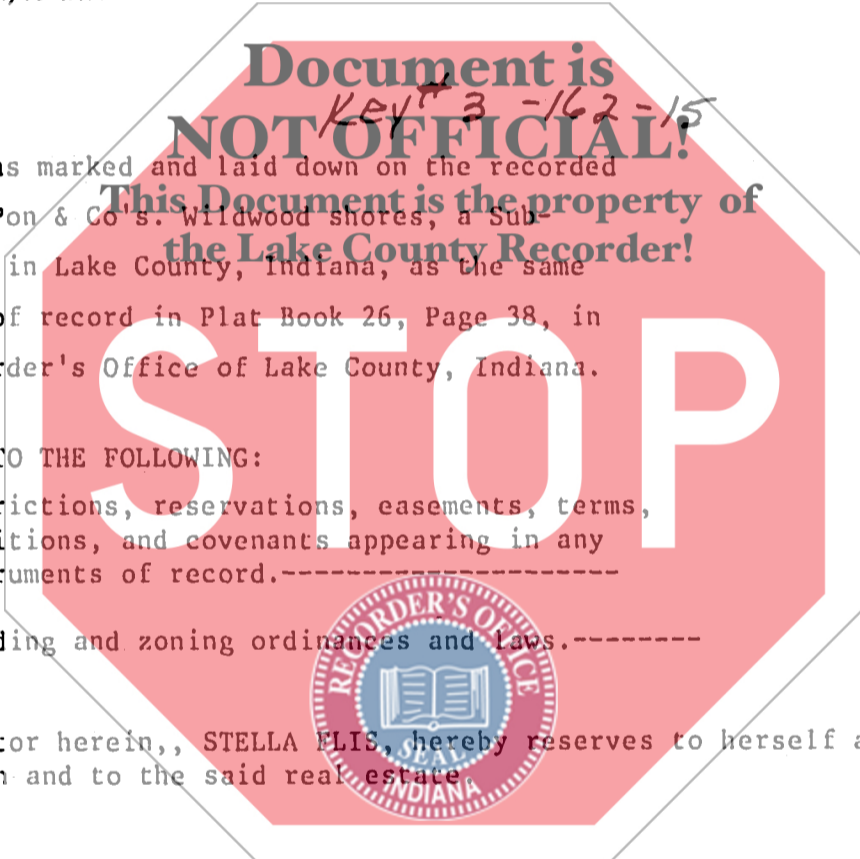 Document is
Key# 3 -162-15
NOT OFFICIAL!
as marked and laid down on the recorded
This Document is the property of
on & Co's. Wildwood shores, a Sub-
the Lake County Recorder!
in Lake County, Indiana, as the same
of record in Plat Book 26, Page 38, in
rder's Office of Lake County, Indiana.
STOP
TO THE FOLLOWING:
rictions, reservations, easements, terms,
itions, and covenants appearing in any
ruments of record.--------------------
RECORDER'S OFFICE
ding and zoning ordinances and laws.--------
SEAL
INDIANA
tor herein,, STELLA ELIS, hereby reserves to herself a
n and to the said real estate.